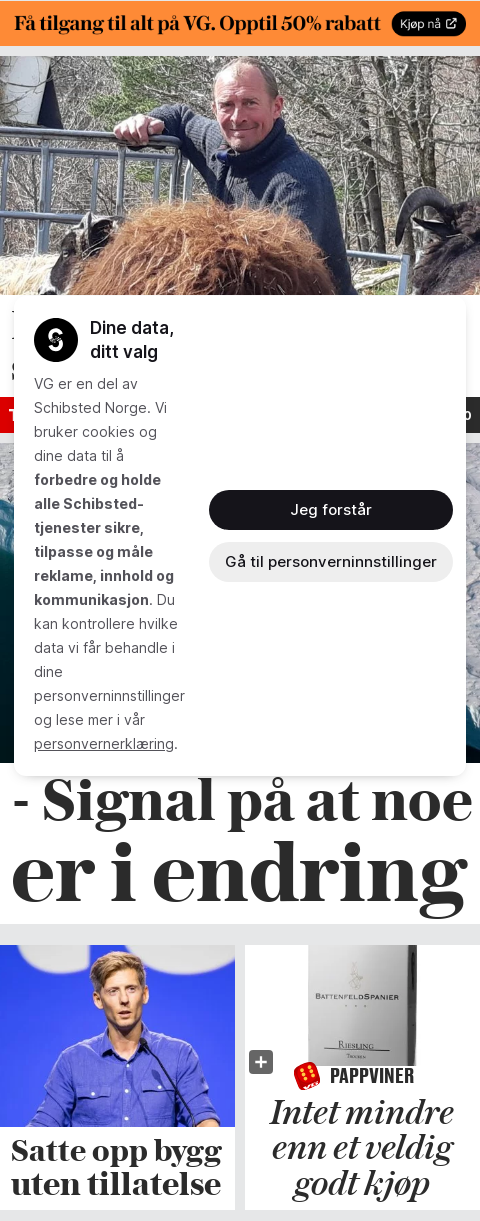 Få tilgang til alt på VG. Opptil 50% rabatt
Kjøp nå
Dine data,
ditt valg
VG er en del av
Schibsted Norge. Vi
bruker cookies og
dine data til å
forbedre og holde
alle Schibsted-
tjenester sikre,
tilpasse og måle
reklame, innhold og
kommunikasjon. Du
kan kontrollere hvilke
data vi får behandle i
dine
personverninnstillinger
og lese mer i vår
personvernerklæring.
Jeg forstår
Gå til personverninnstillinger
- Signal på at noe
er i endring
Satte opp bygg
uten tillatelse
BATTENFELDSPANIER
RIESLING
TROCKEN
VG
PAPPVINER
Intet mindre
enn et veldig
godt kjøp